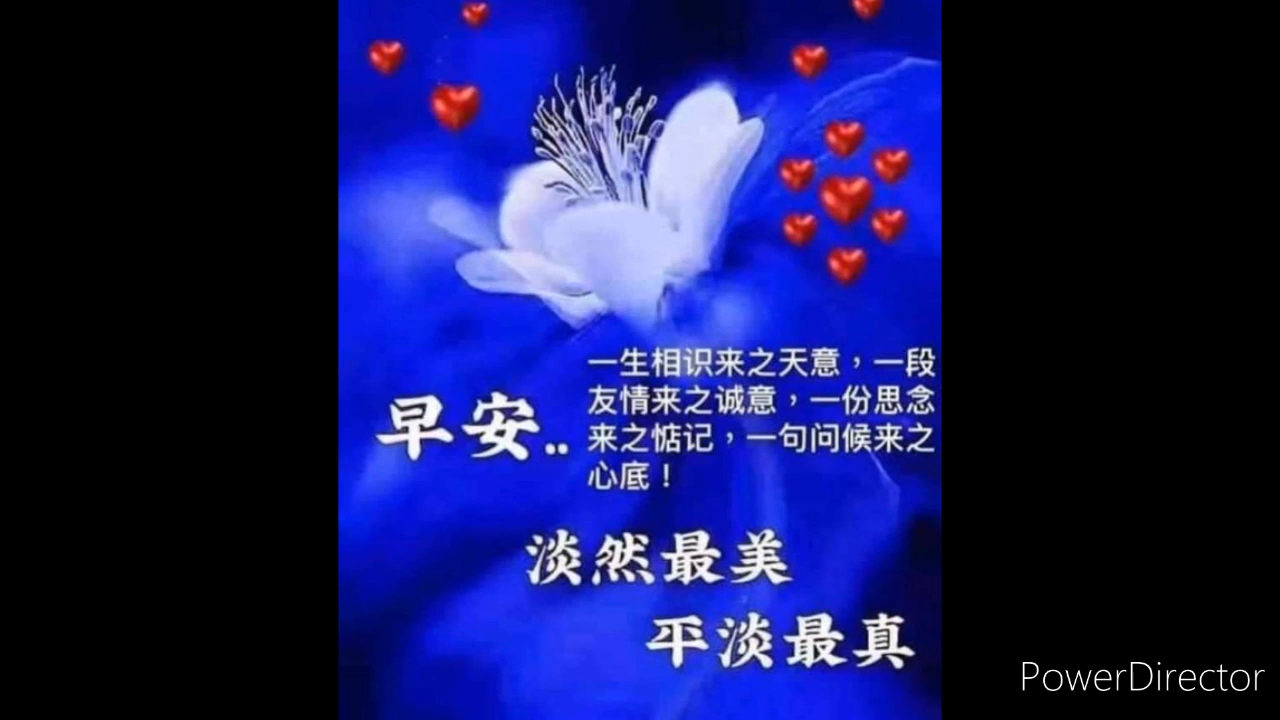 早安..
一生相识来之天意，一段
友情来之诚意，一份思念
来之惦记，一句问候来之
心底！
淡然最美
平淡最真
PowerDirector